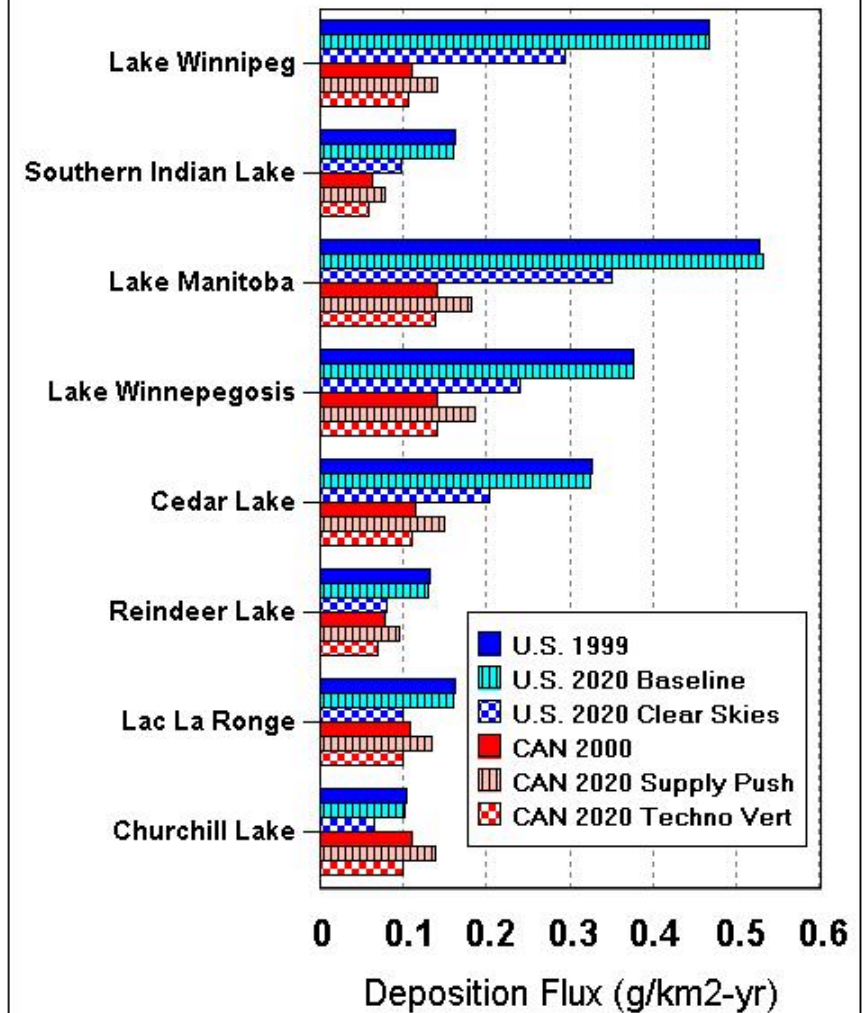 Lake Winnipeg
Southern Indian Lake
Lake Manitoba
Lake Winnepegosis
Cedar Lake
Reindeer Lake
Lac La Ronge
Churchill Lake
U.S. 1999
U.S. 2020 Baseline
U.S. 2020 Clear Skies
CAN 2000
CAN 2020 Supply Push
CAN 2020 Techno Vert
0 0.1 0.2 0.3 0.4 0.5 0.6
Deposition Flux (g/km2-yr)